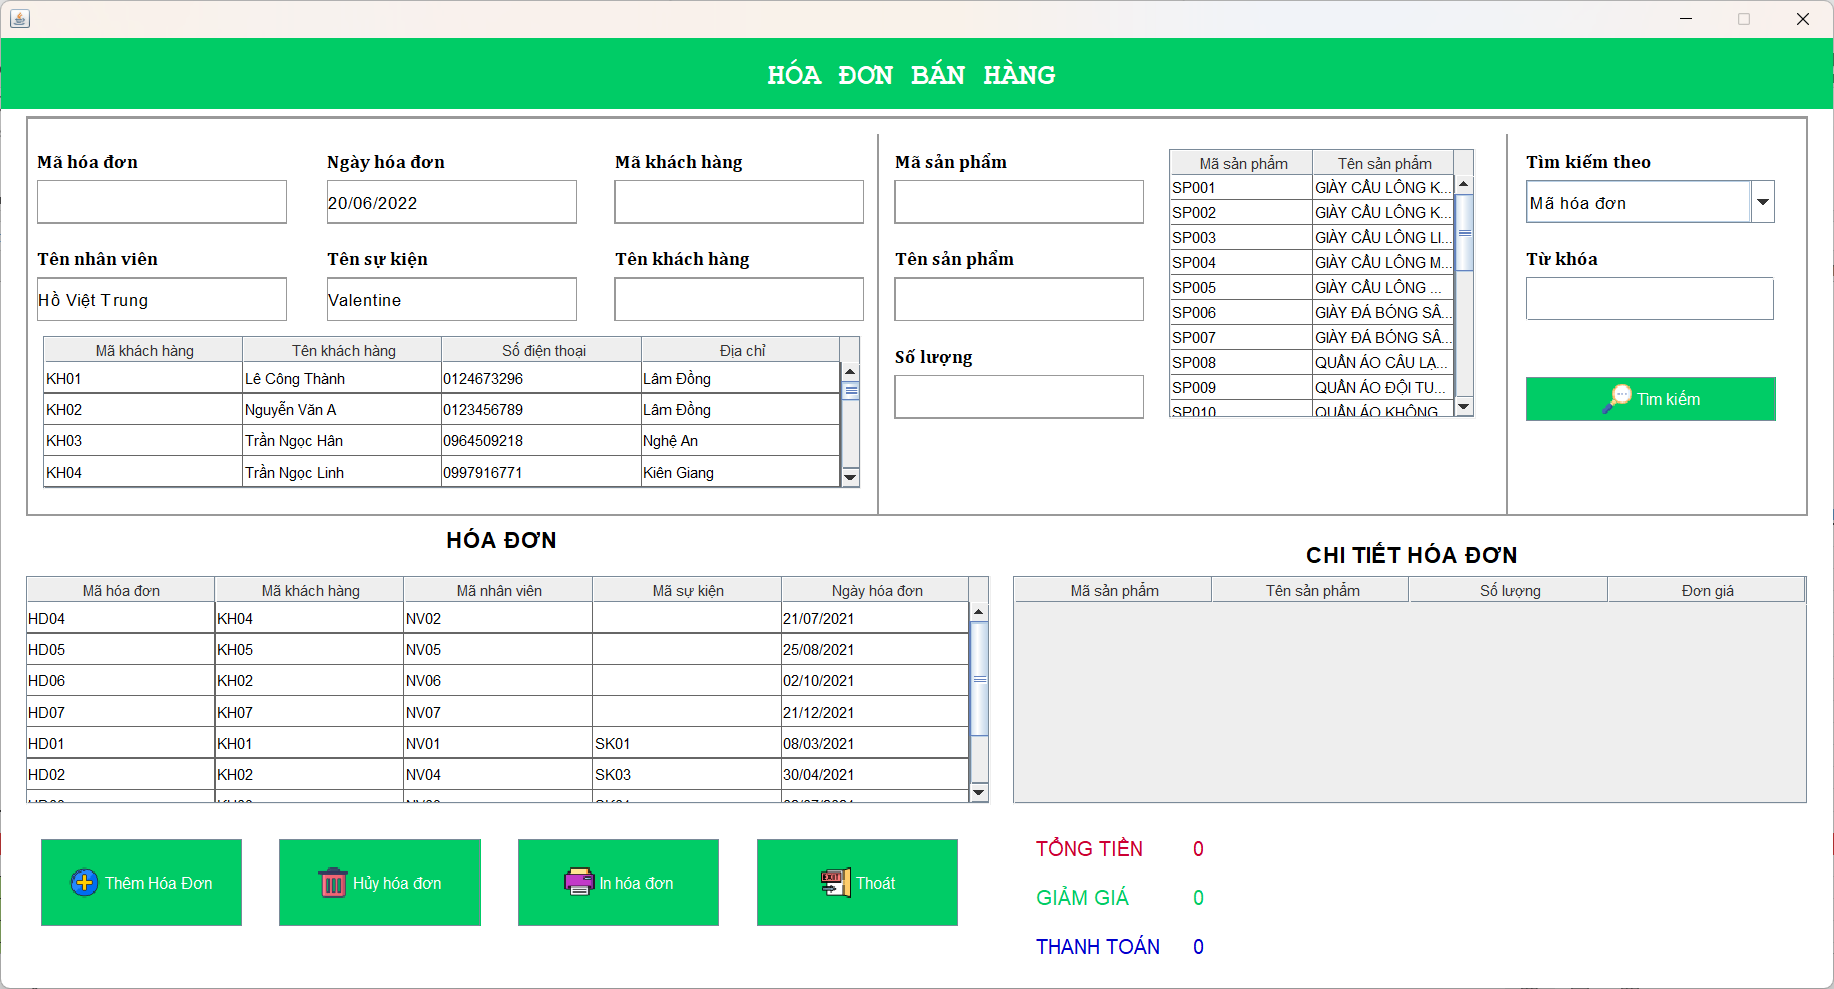 HÓA ĐƠN BÁN HÀNG
Mã hóa đơn
Ngày hóa đơn
20/06/2022
Mã khách hàng
Tên nhân viên
Hồ Việt Trung
Tên sự kiện
Valentine
Tên khách hàng
Mã khách hàng Tên khách hàng Số điện thoại Địa chỉ
KH01 Lê Công Thành 0124673296 Lâm Đồng
KH02 Nguyễn Văn A 0123456789 Lâm Đồng
KH03 Trần Ngọc Hân 0964509218 Nghệ An
KH04 Trần Ngọc Linh 0997916771 Kiên Giang
Mã sản phẩm
Tên sản phẩm
Số lượng
Mã sản phẩm Tên sản phẩm
SP001 GIÀY CẦU LÔNG K...
SP002 GIÀY CẦU LÔNG K...
SP003 GIÀY CẦU LÔNG LI...
SP004 GIÀY CẦU LÔNG M...
SP005 GIÀY CẦU LÔNG ...
SP006 GIÀY ĐÁ BÓNG SÂ...
SP007 GIÀY ĐÁ BÓNG SÂ...
SP008 QUẦN ÁO CÂU LẠ...
SP009 QUẦN ÁO ĐỘI TU...
SP010 QUẦN ÁO KHÔNG
Tìm kiếm theo
Mã hóa đơn
Từ khóa
Tìm kiếm
HÓA ĐƠN
Mã hóa đơn Mã khách hàng Mã nhân viên Mã sự kiện Ngày hóa đơn
HD04 KH04 NV02 21/07/2021
HD05 KH05 NV05 25/08/2021
HD06 KH02 NV06 02/10/2021
HD07 KH07 NV07 21/12/2021
HD01 KH01 NV01 SK01 08/03/2021
HD02 KH02 NV04 SK03 30/04/2021
CHI TIẾT HÓA ĐƠN
Mã sản phẩm Tên sản phẩm Số lượng Đơn giá
Thêm Hóa Đơn
Hủy hóa đơn
In hóa đơn
EXIT
Thoát
TỔNG TIỀN 0
GIẢM GIÁ 0
THANH TOÁN 0